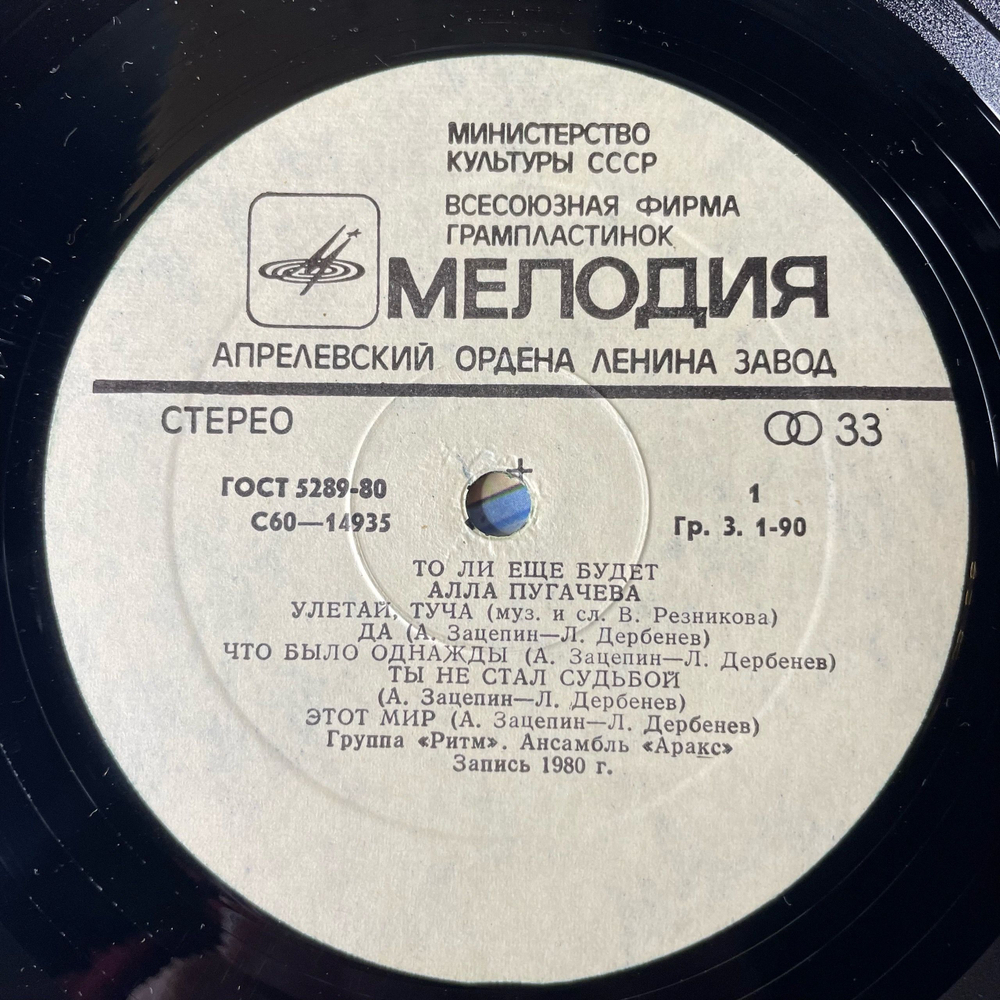 МИНИСТЕРСТВО
КУЛЬТУРЫ СССР
ВСЕСОЮЗНАЯ ФИРМА
ГРАМПЛАСТИНОК
МЕЛОДИЯ
АПРЕЛЕВСКИЙ ОРДЕНА ЛЕНИНА ЗАВОД
СТЕРЕО
33
ГОСТ 5289-80
С60—14935
1
Гр. 3. 1-90
ТО ЛИ ЕЩЕ БУДЕТ
АЛЛА ПУГАЧЕВА
УЛЕТАЙ, ТУЧА (муз. и сл. В. Резникова)
ДА (А. Зацепин—Л. Дербенев)
ЧТО БЫЛО ОДНАЖДЫ (А. Зацепин—Л. Дербенев)
ТЫ НЕ СТАЛ СУДЬБОЙ
(А. Зацепин—Л. Дербенев)
ЭТОТ МИР (А. Зацепин—Л. Дербенев)
Группа «Ритм». Ансамбль «Аракс»
Запись 1980 г.